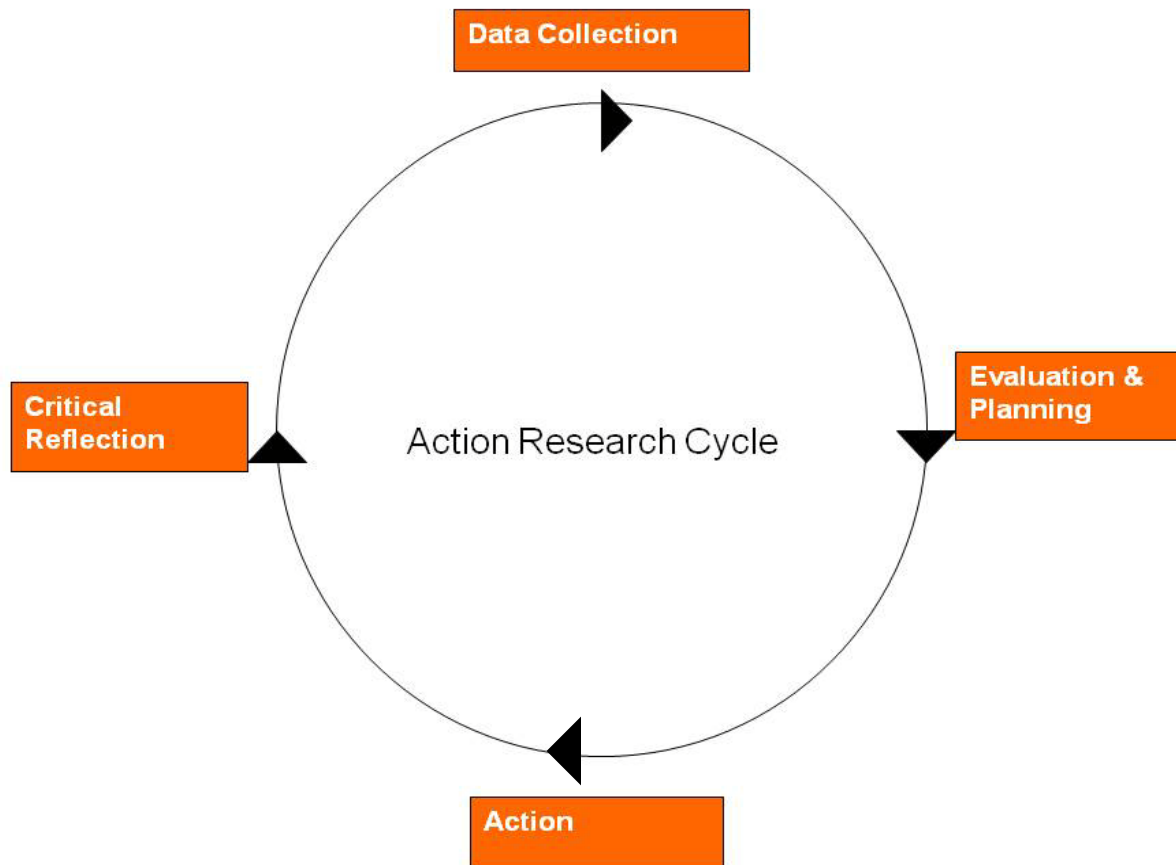 Data Collection
Evaluation &
Planning
Critical
Reflection
Action Research Cycle
Action